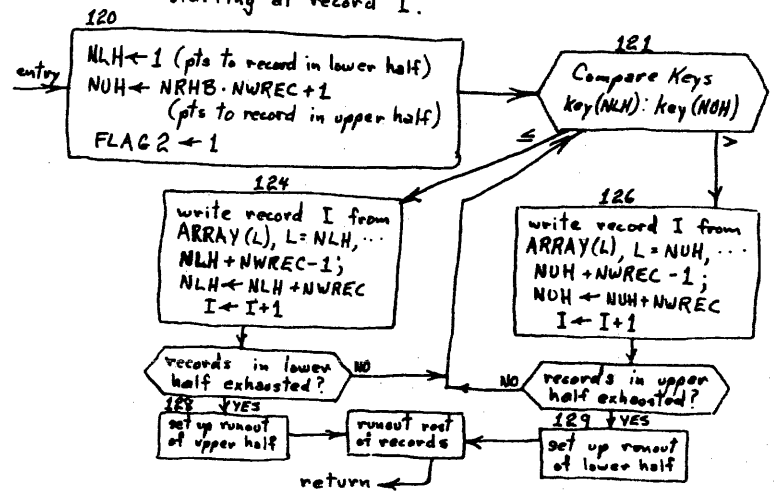 starting at record I.
120
entry
NLH ← 1 (pts to record in lower half)
NUH ← NRHB · NWREC + 1
(pts to record in upper half)
FLAG 2 ← 1
121
Compare Keys
key(NLH): key(NUH)
≤
>
124
write record I from
ARRAY(L), L = NLH, ···
NLH + NWREC - 1;
NLH ← NLH + NWREC
I ← I + 1
126
write record I from
ARRAY(L), L = NUH, ···
NUH + NWREC - 1;
NUH ← NUH + NWREC
I ← I + 1
records in lower
half exhausted?
NO
NO
records in upper
half exhausted?
128
YES
set up runout
of upper half
runout rest
of records
129
YES
set up runout
of lower half
return